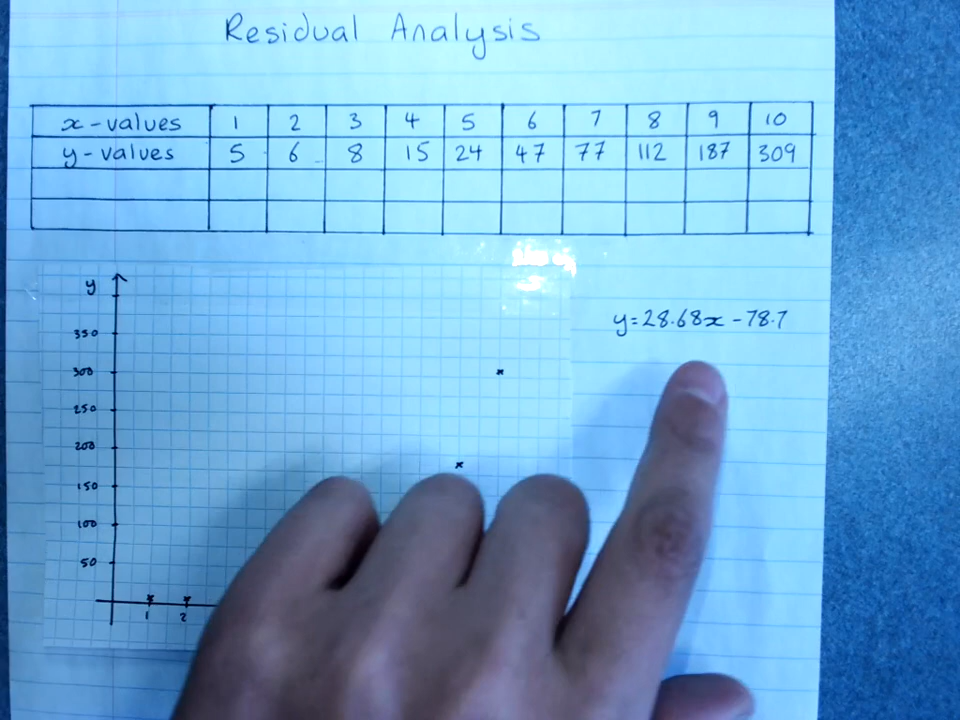 Residual Analysis
x-values 1 2 3 4 5 6 7 8 9 10
y-values 5 6 8 15 24 47 77 112 187 309
y
y=28.68x-78.7
350
300
250
200
150
100
50
1 2